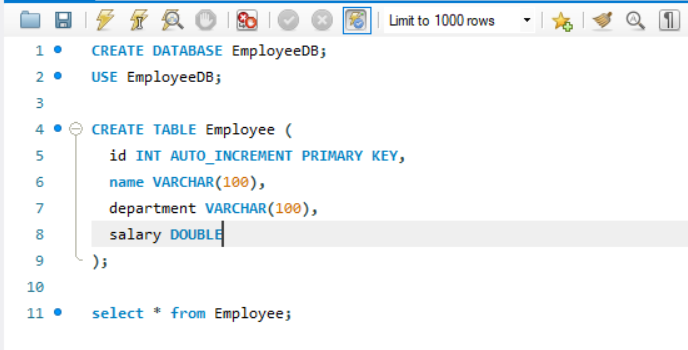 Limit to 1000 rows
1 CREATE DATABASE EmployeeDB;
2 USE EmployeeDB;
3
4 CREATE TABLE Employee (
5 id INT AUTO_INCREMENT PRIMARY KEY,
6 name VARCHAR(100),
7 department VARCHAR(100),
8 salary DOUBLE
9 );
10
11 select * from Employee;